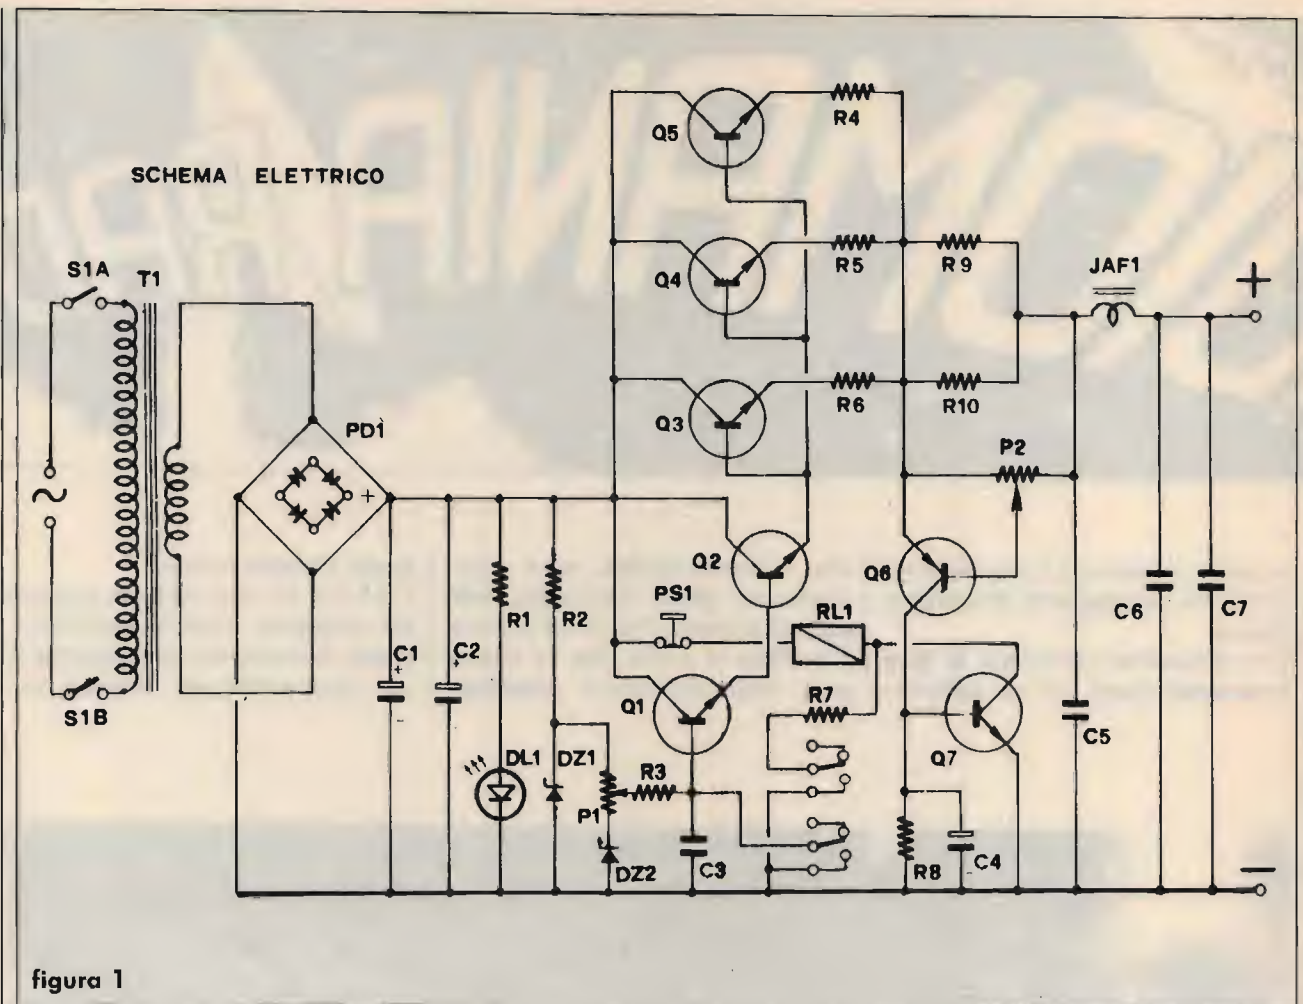 SCHEMA ELETTRICO
Q5
R4
S1A
T1
Q4
R5
R9
JAF1
+
PD1
+
Q3
R6
R10
P2
Q2
Q6
PS1
RL1
R1
R2
C6
C7
C1
+
C2
+
S1B
Q1
R7
Q7
C5
DL1
DZ1
R3
P1
DZ2
C3
R8
C4
−
figura 1